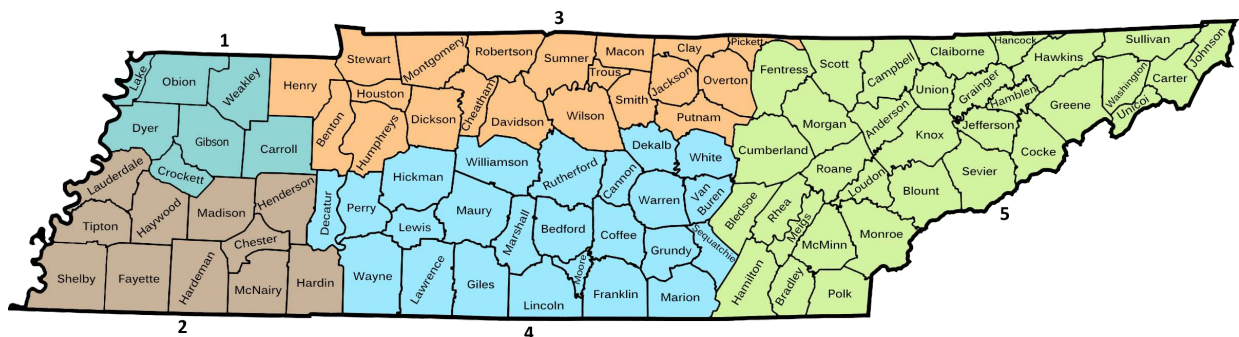 3
1
2
4
5
Lake
Obion
Weakley
Dyer
Gibson
Crockett
Carroll
Lauderdale
Tipton
Haywood
Madison
Henderson
Chester
Shelby
Fayette
Hardeman
McNairy
Hardin
Henry
Stewart
Montgomery
Robertson
Sumner
Macon
Trous
Clay
Pickett
Houston
Benton
Humphreys
Dickson
Cheatham
Davidson
Wilson
Smith
Jackson
Overton
Putnam
Decatur
Perry
Hickman
Williamson
Rutherford
Cannon
Dekalb
White
Van
Buren
Warren
Lewis
Maury
Marshall
Bedford
Coffee
Grundy
Sequatchie
Wayne
Lawrence
Giles
Lincoln
Moore
Franklin
Marion
Fentress
Scott
Campbell
Claiborne
Hancock
Hawkins
Sullivan
Johnson
Carter
Washington
Unicoi
Greene
Hamblen
Grainger
Union
Anderson
Morgan
Cumberland
Knox
Jefferson
Cocke
Sevier
Blount
Loudon
Roane
Rhea
Meigs
Bledsoe
McMinn
Monroe
Hamilton
Bradley
Polk